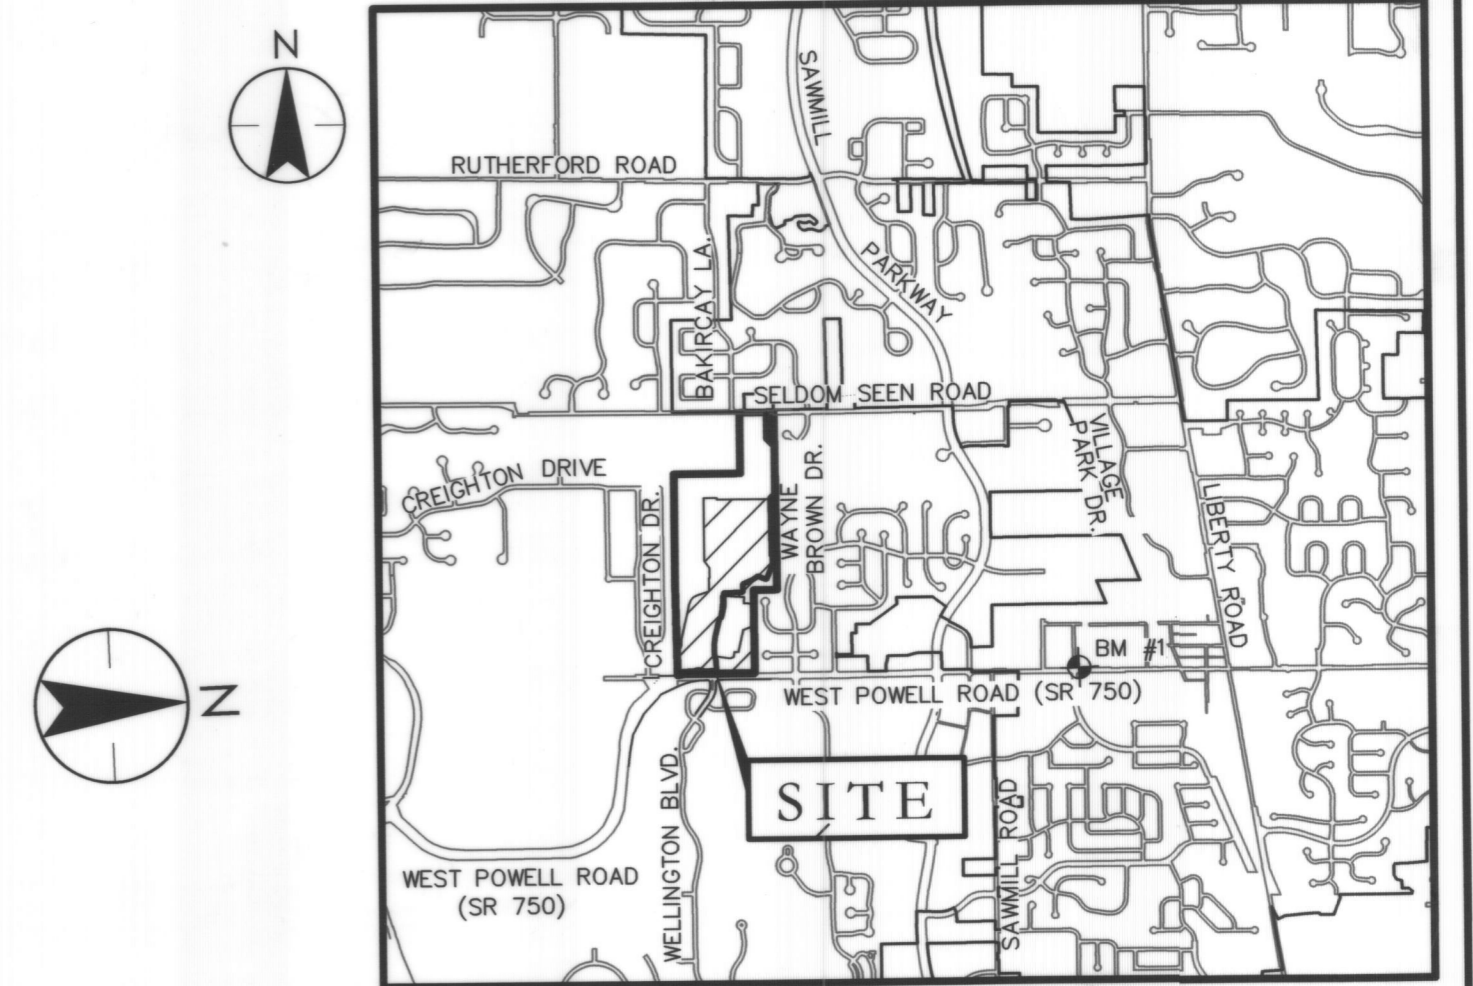 N
SAWMILL
RUTHERFORD ROAD
BAKIRCAY LA.
PARKWAY
SELDOM SEEN ROAD
CREIGHTON DRIVE
CREIGHTON DR.
WAYNE
BROWN DR.
VILLAGE
PARK DR.
LIBERTY ROAD
BM #1
N
WEST POWELL ROAD (SR 750)
SITE
WELLINGTON BLVD.
SAWMILL ROAD
WEST POWELL ROAD
(SR 750)